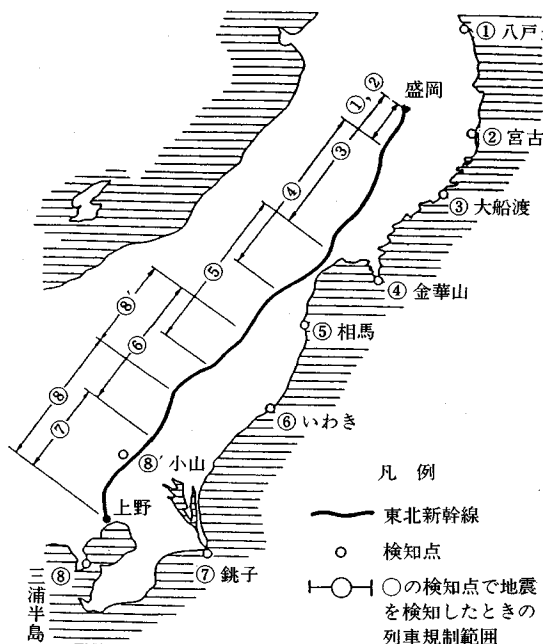 ① 八戸
盛岡
①, ②
② 宮古
③
④
③ 大船渡
⑤
④ 金華山
⑧′
⑥
⑤ 相馬
⑧
⑦
⑥ いわき
⑧′ 小山
上野
⑦ 銚子
⑧
三浦半島
凡 例
東北新幹線
検知点
○の検知点で地震
を検知したときの
列車規制範囲